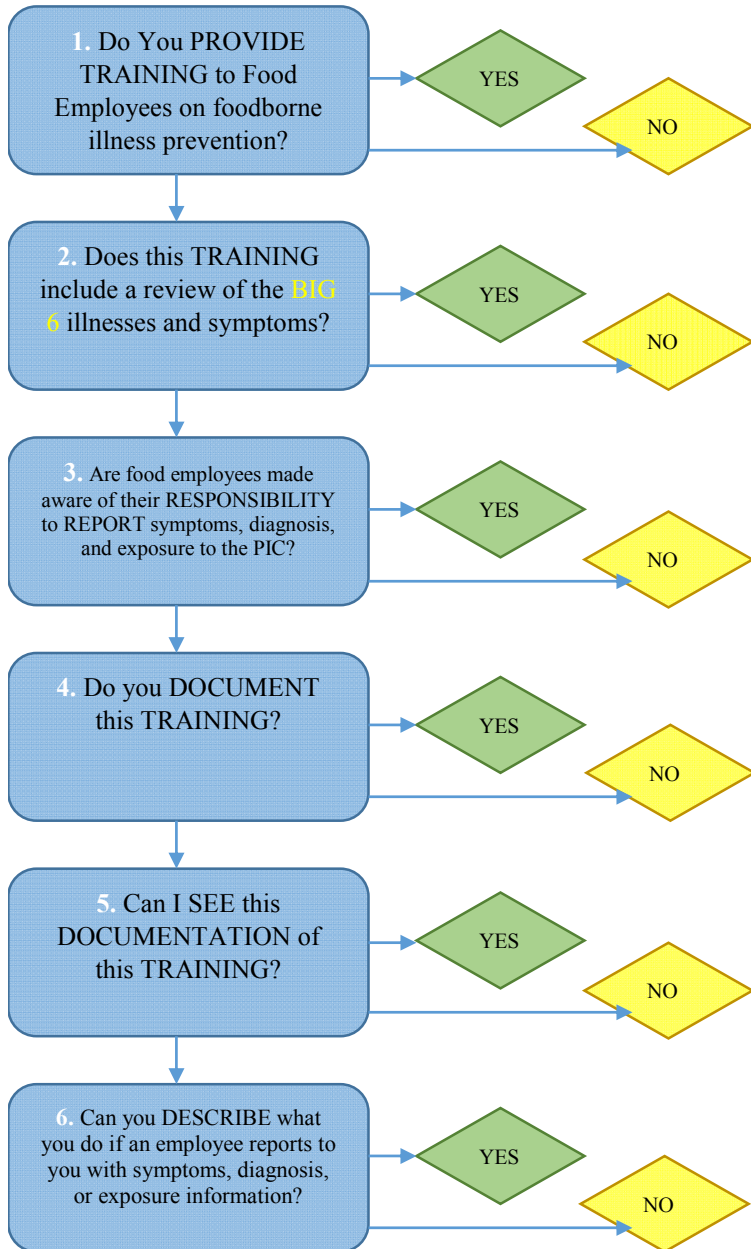 1. Do You PROVIDE
TRAINING to Food
Employees on foodborne
illness prevention?
YES
NO
2. Does this TRAINING
include a review of the BIG
6 illnesses and symptoms?
YES
NO
3. Are food employees made
aware of their RESPONSIBILITY
to REPORT symptoms, diagnosis,
and exposure to the PIC?
YES
NO
4. Do you DOCUMENT
this TRAINING?
YES
NO
5. Can I SEE this
DOCUMENTATION of
this TRAINING?
YES
NO
6. Can you DESCRIBE what
you do if an employee reports to
you with symptoms, diagnosis,
or exposure information?
YES
NO